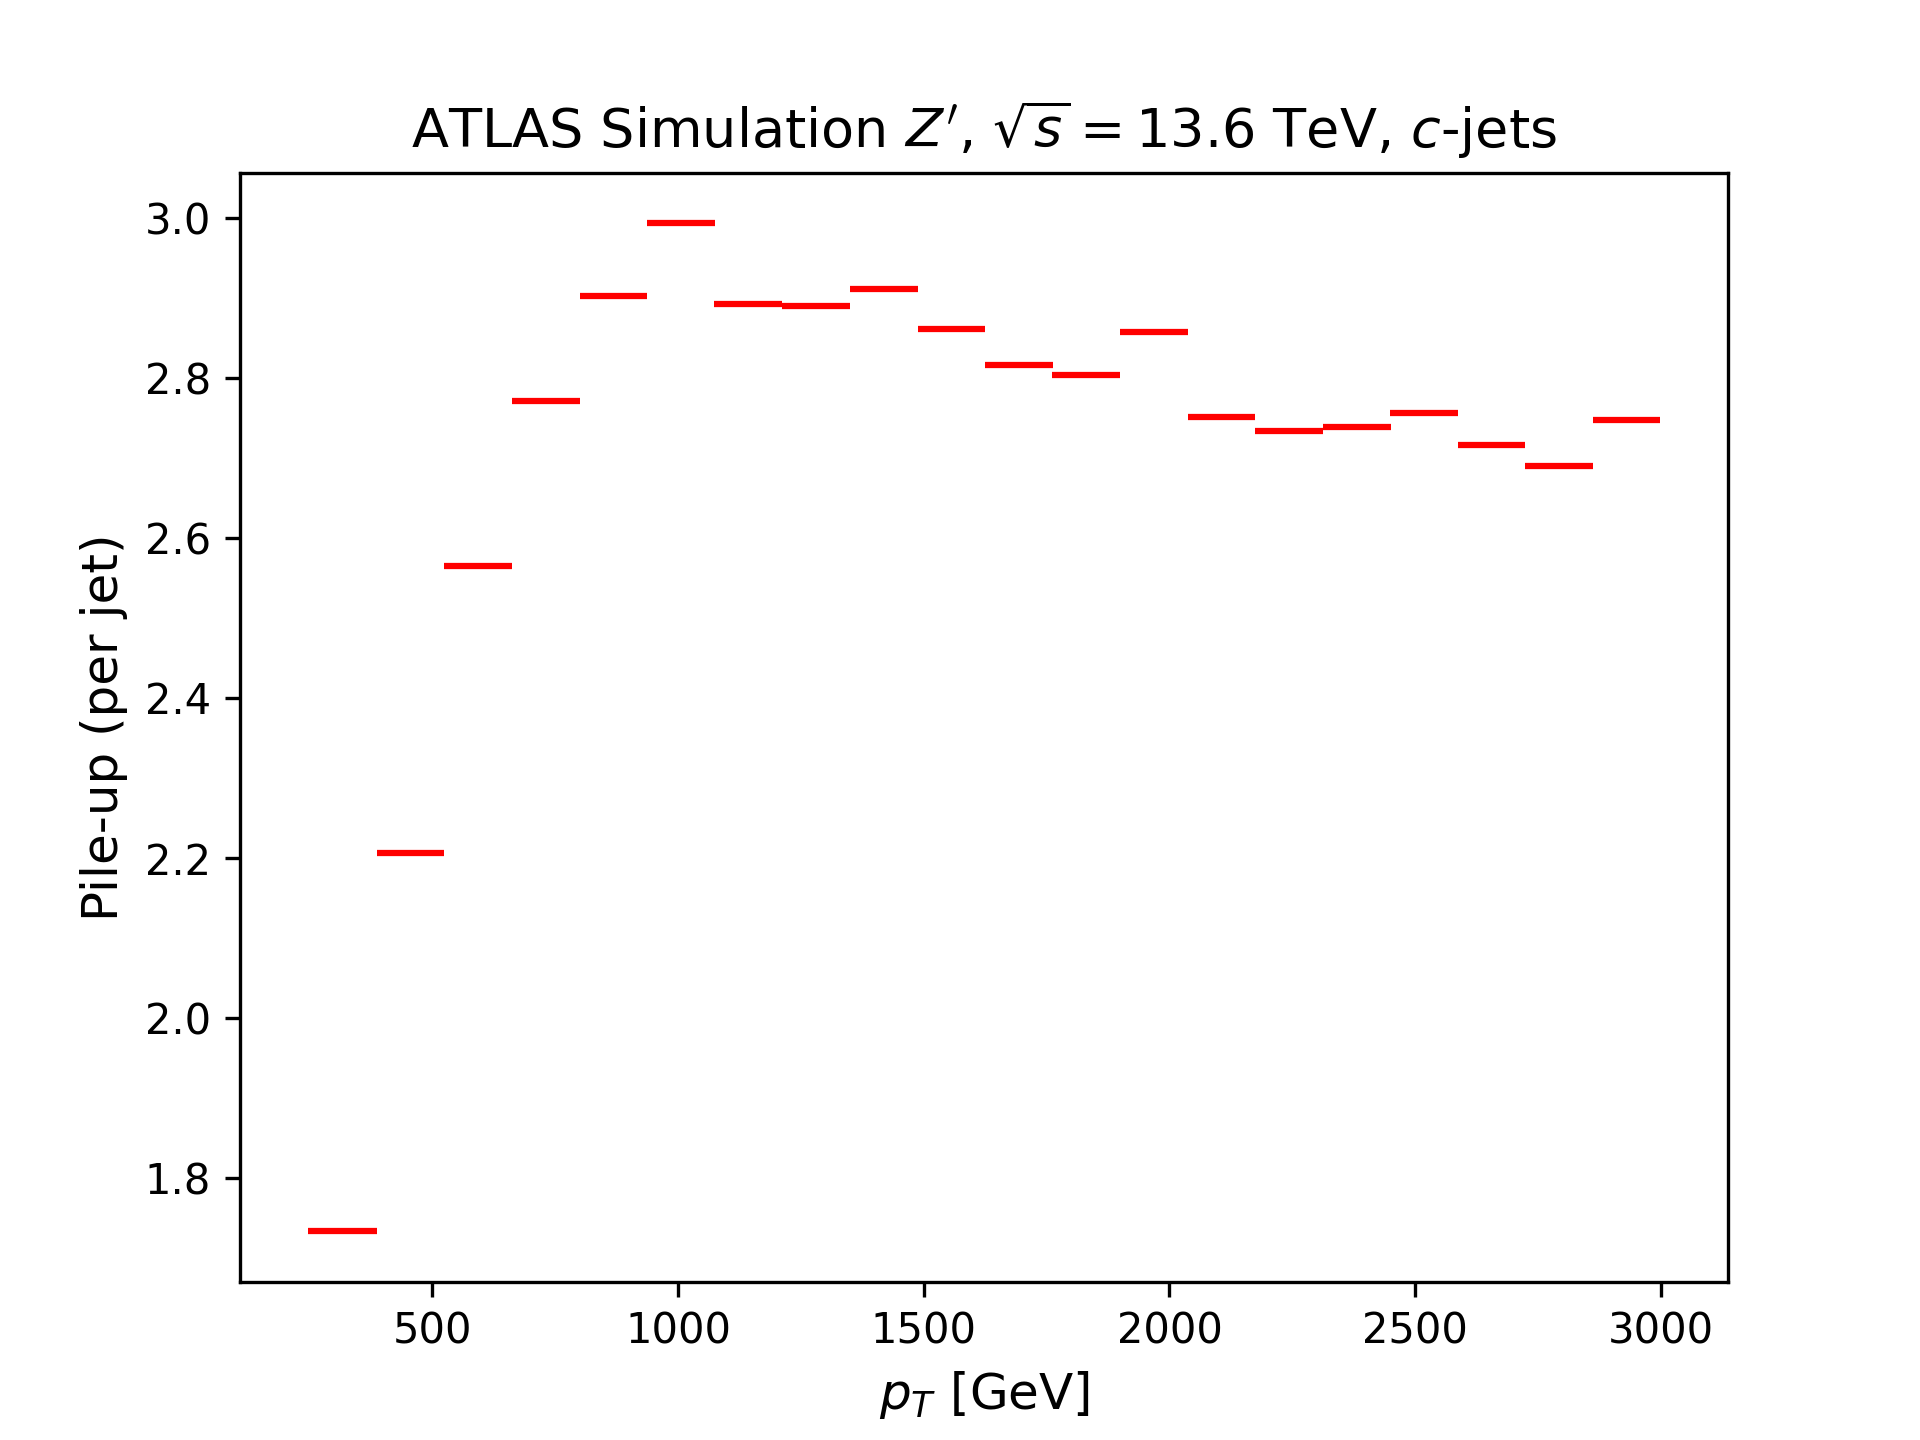 ATLAS Simulation Z′, √s = 13.6 TeV, c-jets
3.0
2.8
2.6
2.4
2.2
2.0
1.8
Pile-up (per jet)
500 1000 1500 2000 2500 3000
p_T [GeV]